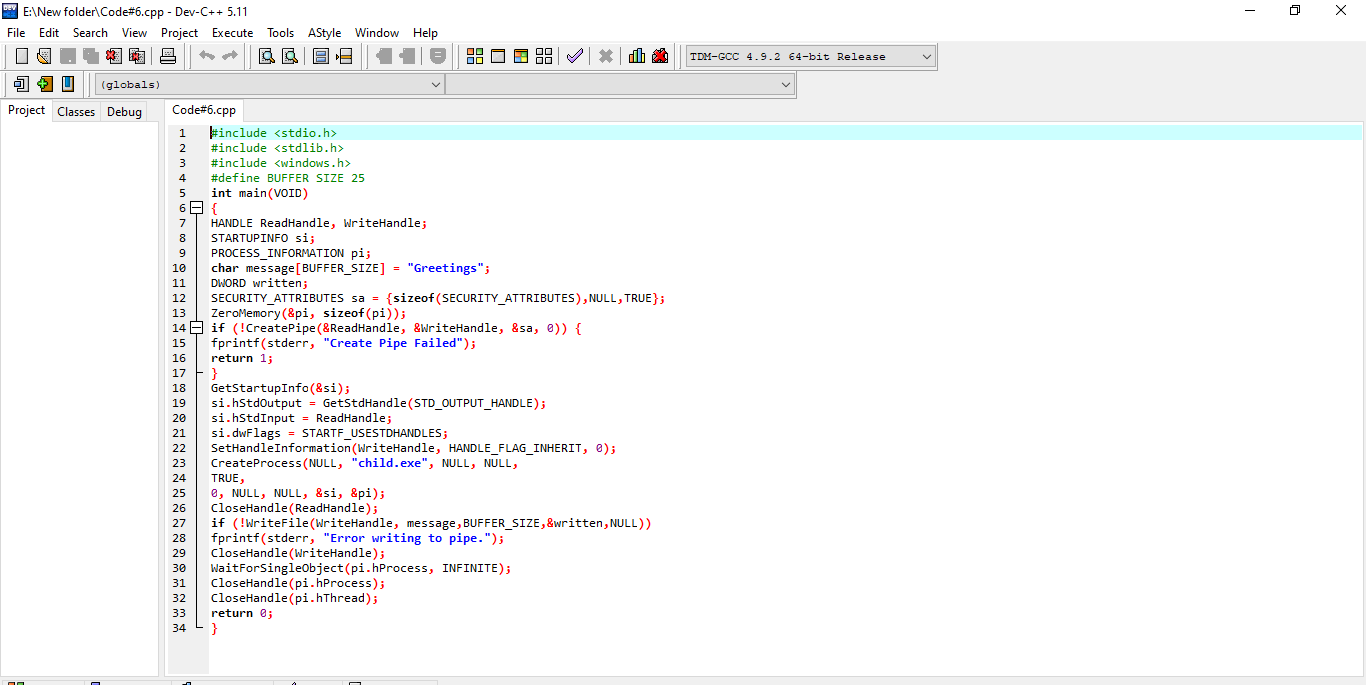 E:\New folder\Code#6.cpp - Dev-C++ 5.11
File Edit Search View Project Execute Tools AStyle Window Help
TDM-GCC 4.9.2 64-bit Release
(globals)
Project Classes Debug Code#6.cpp
1 #include <stdio.h>
2 #include <stdlib.h>
3 #include <windows.h>
4 #define BUFFER SIZE 25
5 int main(VOID)
6 {
7 HANDLE ReadHandle, WriteHandle;
8 STARTUPINFO si;
9 PROCESS_INFORMATION pi;
10 char message[BUFFER_SIZE] = "Greetings";
11 DWORD written;
12 SECURITY_ATTRIBUTES sa = {sizeof(SECURITY_ATTRIBUTES),NULL,TRUE};
13 ZeroMemory(&pi, sizeof(pi));
14 if (!CreatePipe(&ReadHandle, &WriteHandle, &sa, 0)) {
15 fprintf(stderr, "Create Pipe Failed");
16 return 1;
17 }
18 GetStartupInfo(&si);
19 si.hStdOutput = GetStdHandle(STD_OUTPUT_HANDLE);
20 si.hStdInput = ReadHandle;
21 si.dwFlags = STARTF_USESTDHANDLES;
22 SetHandleInformation(WriteHandle, HANDLE_FLAG_INHERIT, 0);
23 CreateProcess(NULL, "child.exe", NULL, NULL,
24 TRUE,
25 0, NULL, NULL, &si, &pi);
26 CloseHandle(ReadHandle);
27 if (!WriteFile(WriteHandle, message,BUFFER_SIZE,&written,NULL))
28 fprintf(stderr, "Error writing to pipe.");
29 CloseHandle(WriteHandle);
30 WaitForSingleObject(pi.hProcess, INFINITE);
31 CloseHandle(pi.hProcess);
32 CloseHandle(pi.hThread);
33 return 0;
34 }